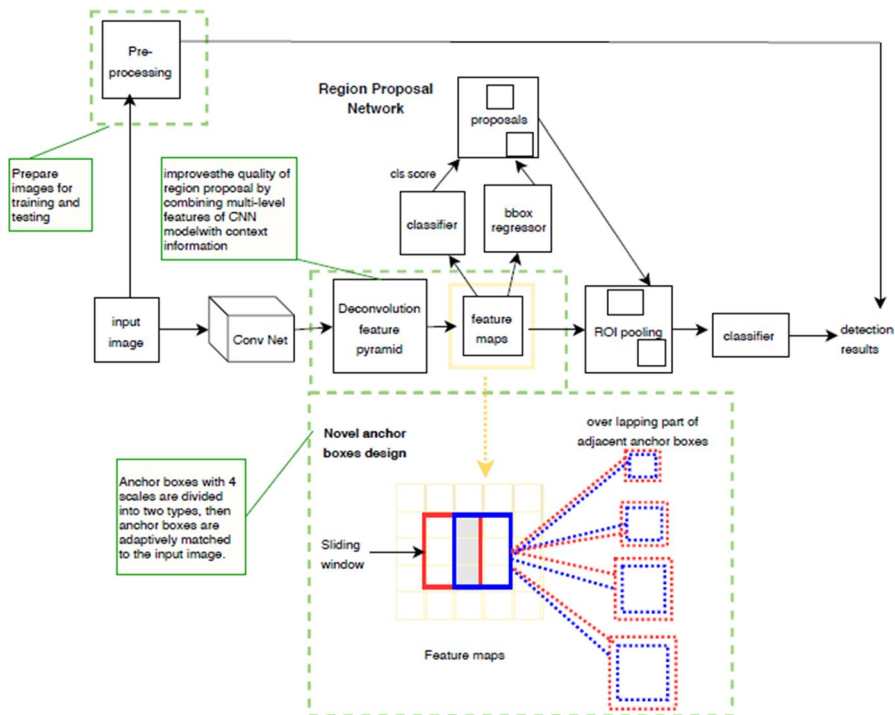 Pre-
processing
Region Proposal
Network
proposals
Prepare
images for
training and
testing
improvesthe quality of
region proposal by
combining multi-level
features of CNN
modelwith context
information
cls score
classifier
bbox
regressor
input
image
Conv Net
Deconvolution
feature
pyramid
feature
maps
ROI pooling
classifier
detection
results
Novel anchor
boxes design
over lapping part of
adjacent anchor boxes
Anchor boxes with 4
scales are divided
into two types, then
anchor boxes are
adaptively matched
to the input image.
Sliding
window
Feature maps